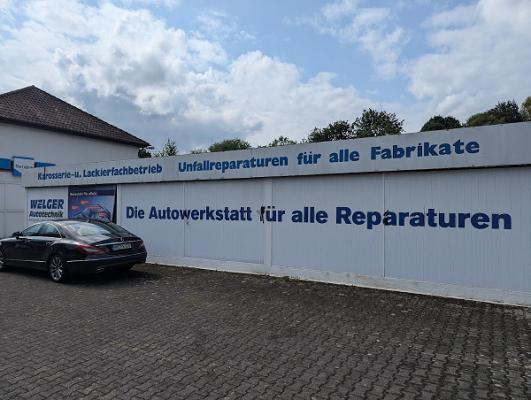 Karosserie-u. Lackierfachbetrieb Unfallreparaturen für alle Fabrikate
WELGER
Autotechnik
Die Autowerkstatt für alle Reparaturen